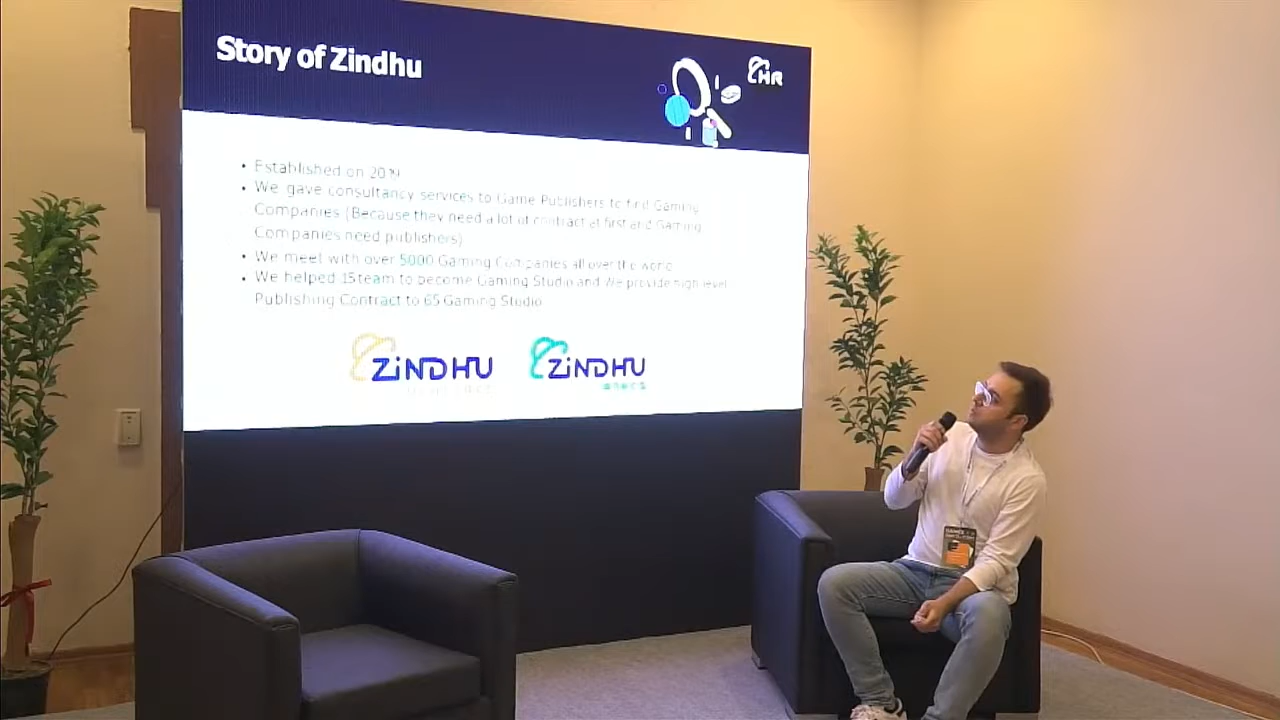 Story of Zindhu
HR
• Established on 2019
• We gave consultancy services to Game Publishers to find Gaming
Companies (Because they need a lot of contract at first and Gaming
Companies need publishers)
• We meet with over 5000 Gaming Companies all over the world
• We helped 15 team to become Gaming Studio and We provide high level
Publishing Contract to 65 Gaming Studio
ZiNDHU
ZiNDHU